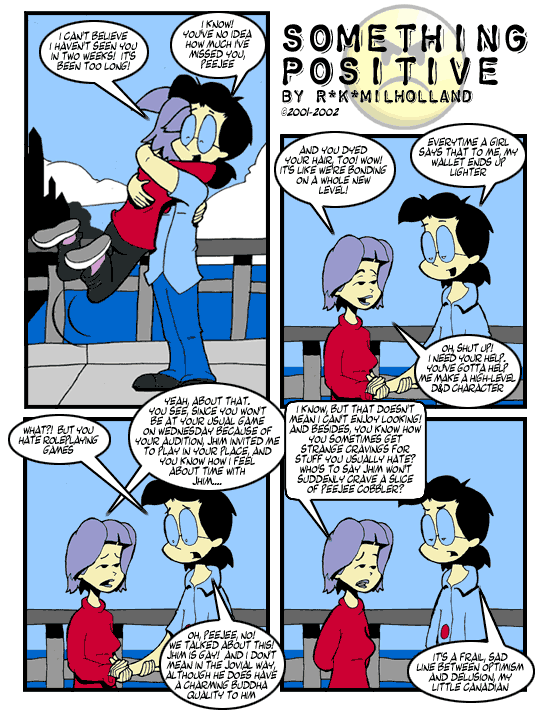 SOMETHING
POSITIVE
BY R*K*MILHOLLAND
©2001-2002
I CAN'T BELIEVE
I HAVEN'T SEEN YOU
IN TWO WEEKS! IT'S
BEEN TOO LONG!
I KNOW!
YOU'VE NO IDEA
HOW MUCH I'VE
MISSED YOU,
PEEJEE
AND YOU DYED
YOUR HAIR, TOO! WOW!
IT'S LIKE WE'RE BONDING
ON A WHOLE NEW
LEVEL!
EVERYTIME A GIRL
SAYS THAT TO ME, MY
WALLET ENDS UP
LIGHTER
OH, SHUT UP!
I NEED YOUR HELP.
YOU'VE GOTTA HELP
ME MAKE A HIGH-LEVEL
D&D CHARACTER
WHAT?! BUT YOU
HATE ROLEPLAYING
GAMES
YEAH, ABOUT THAT.
YOU SEE, SINCE YOU WON'T
BE AT YOUR USUAL GAME
ON WEDNESDAY BECAUSE OF
YOUR AUDITION, JHIM INVITED ME
TO PLAY IN YOUR PLACE, AND
YOU KNOW HOW I FEEL
ABOUT TIME WITH
JHIM....
OH, PEEJEE, NO!
WE TALKED ABOUT THIS!
JHIM IS GAY! AND I DON'T
MEAN IN THE JOVIAL WAY,
ALTHOUGH HE DOES HAVE
A CHARMING BUDDHA
QUALITY TO HIM
I KNOW, BUT THAT DOESN'T
MEAN I CAN'T ENJOY LOOKING!
AND BESIDES, YOU KNOW HOW
YOU SOMETIMES GET
STRANGE CRAVINGS FOR
STUFF YOU USUALLY HATE?
WHO'S TO SAY JHIM WON'T
SUDDENLY CRAVE A SLICE
OF PEEJEE COBBLER?
IT'S A FRAIL, SAD
LINE BETWEEN OPTIMISM
AND DELUSION, MY
LITTLE CANADIAN